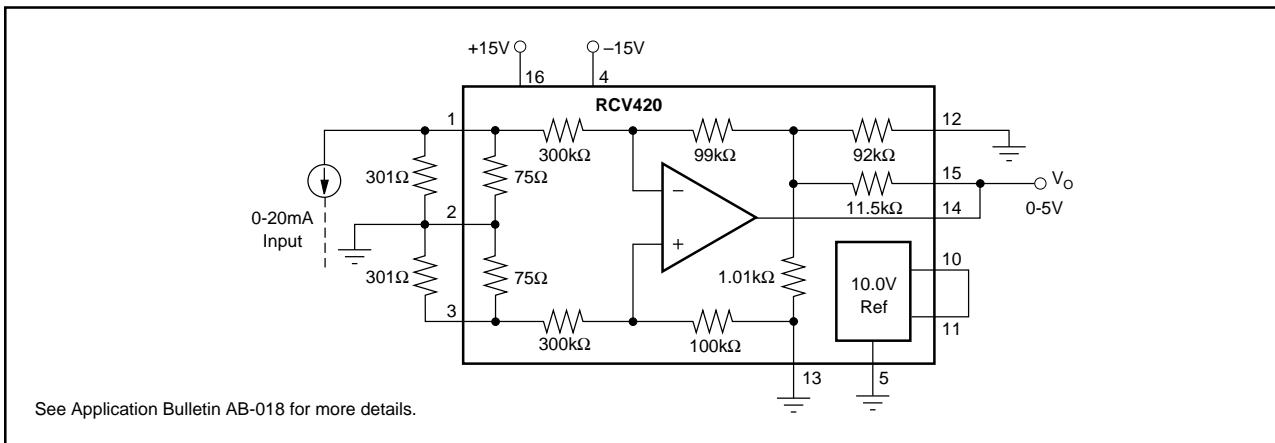 +15V
–15V
16
4
RCV420
1
12
300kΩ
99kΩ
92kΩ
301Ω
75Ω
15
VO
11.5kΩ
0-5V
14
2
0-20mA
Input
10
301Ω
75Ω
1.01kΩ
10.0V
Ref
3
11
300kΩ
100kΩ
13
5
See Application Bulletin AB-018 for more details.
−
+